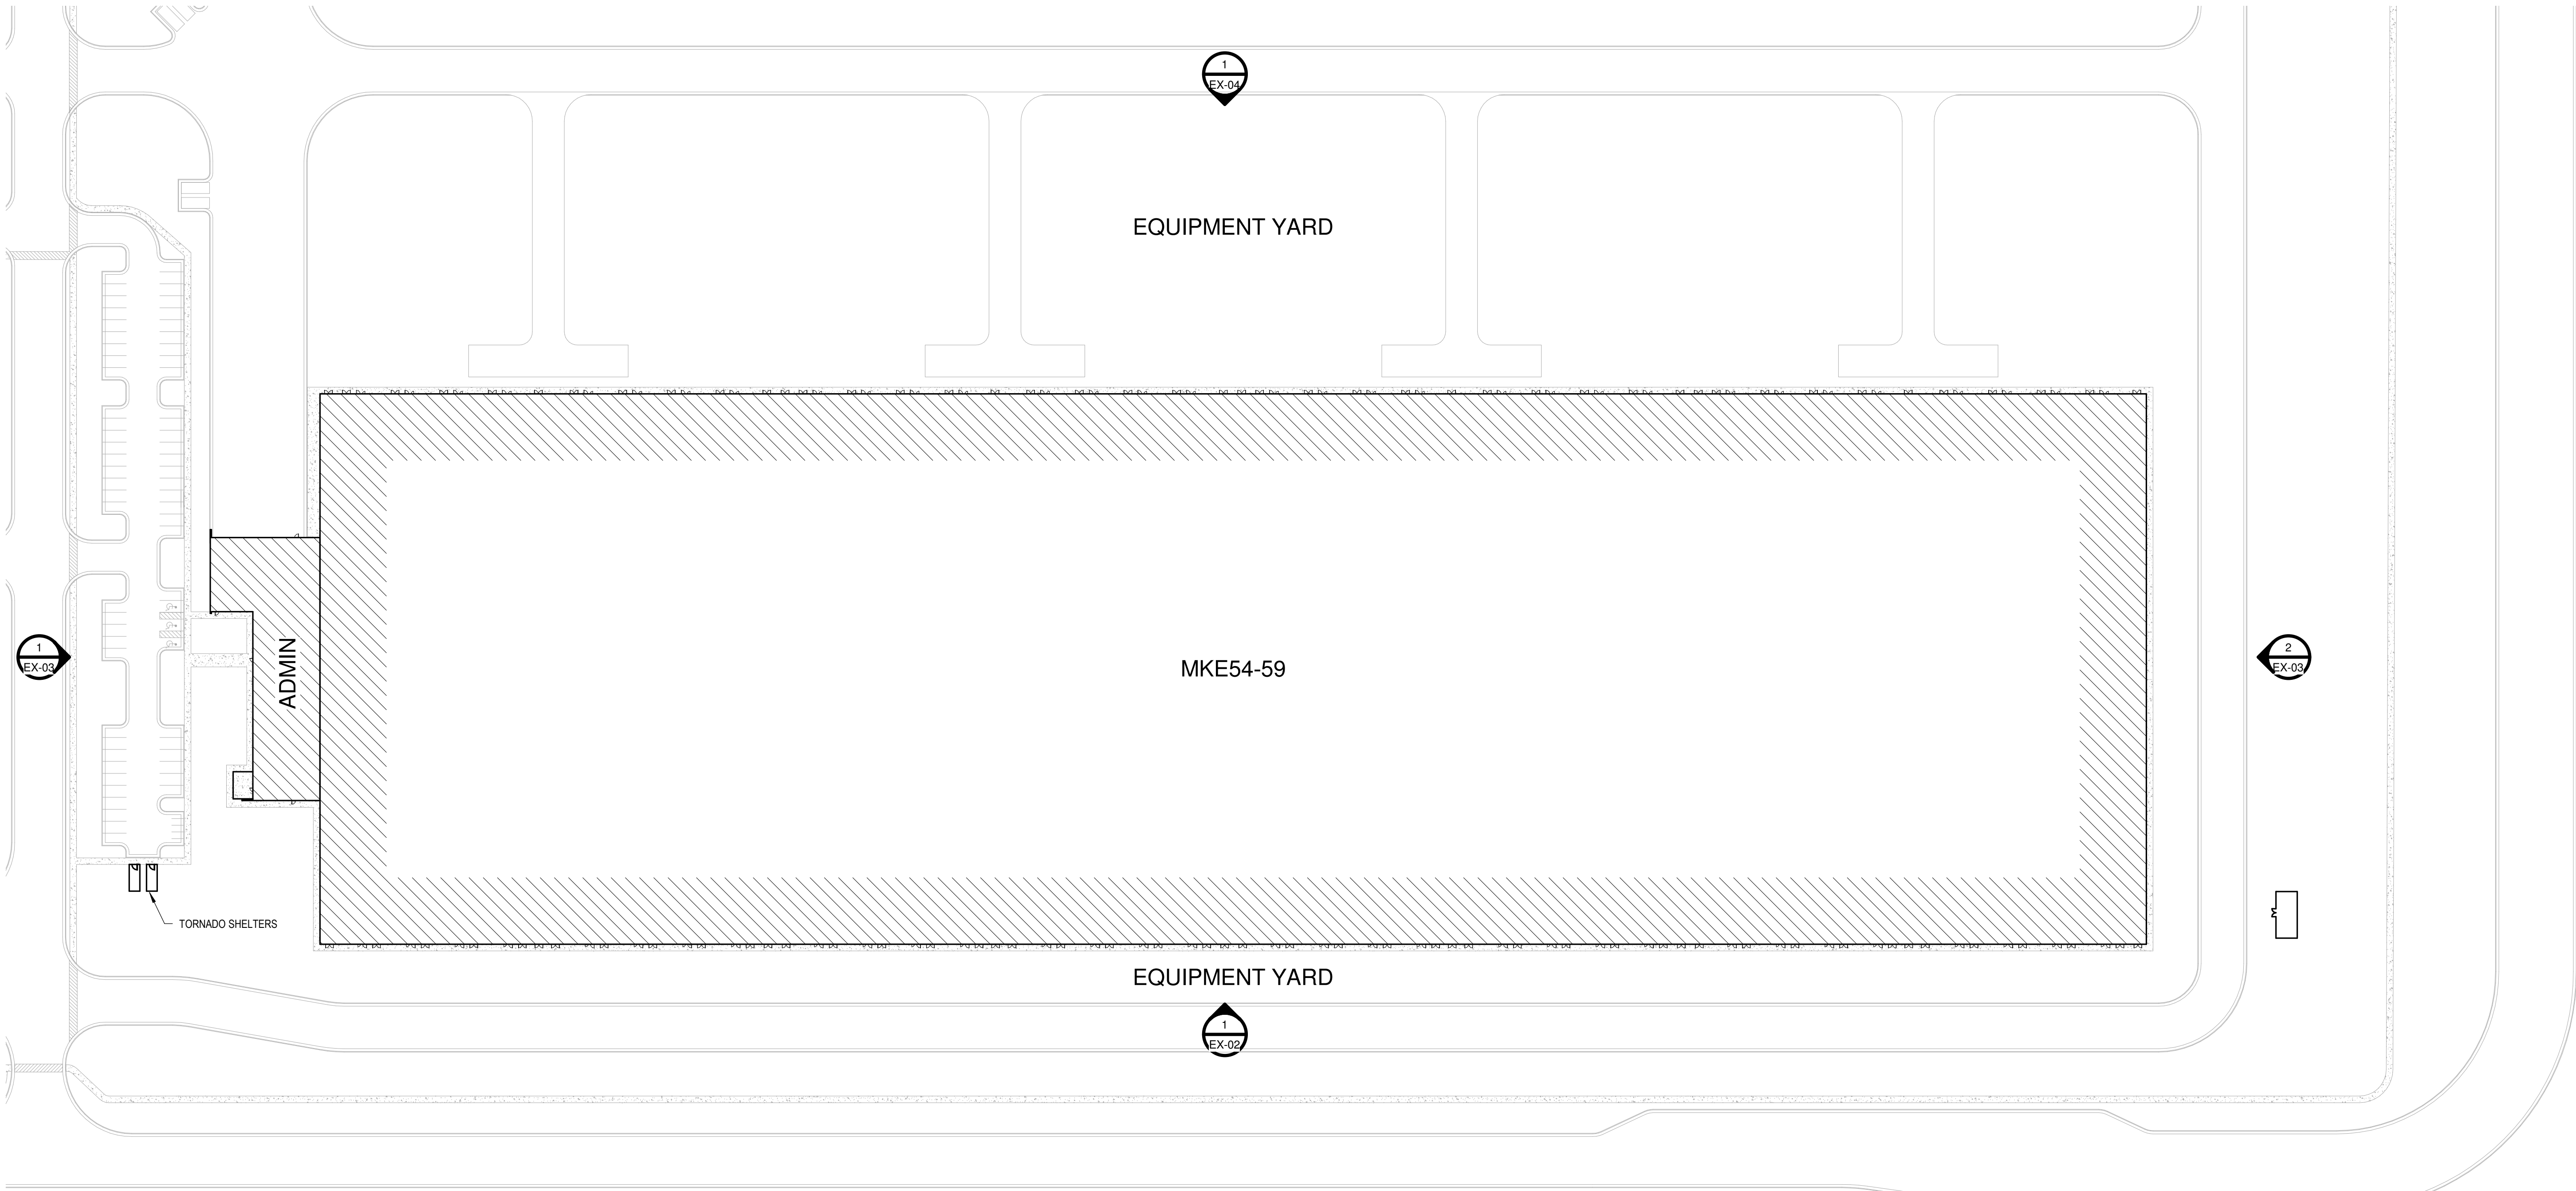 1
EX-04
EQUIPMENT YARD
1
EX-03
ADMIN
MKE54-59
2
EX-03
TORNADO SHELTERS
EQUIPMENT YARD
1
EX-02